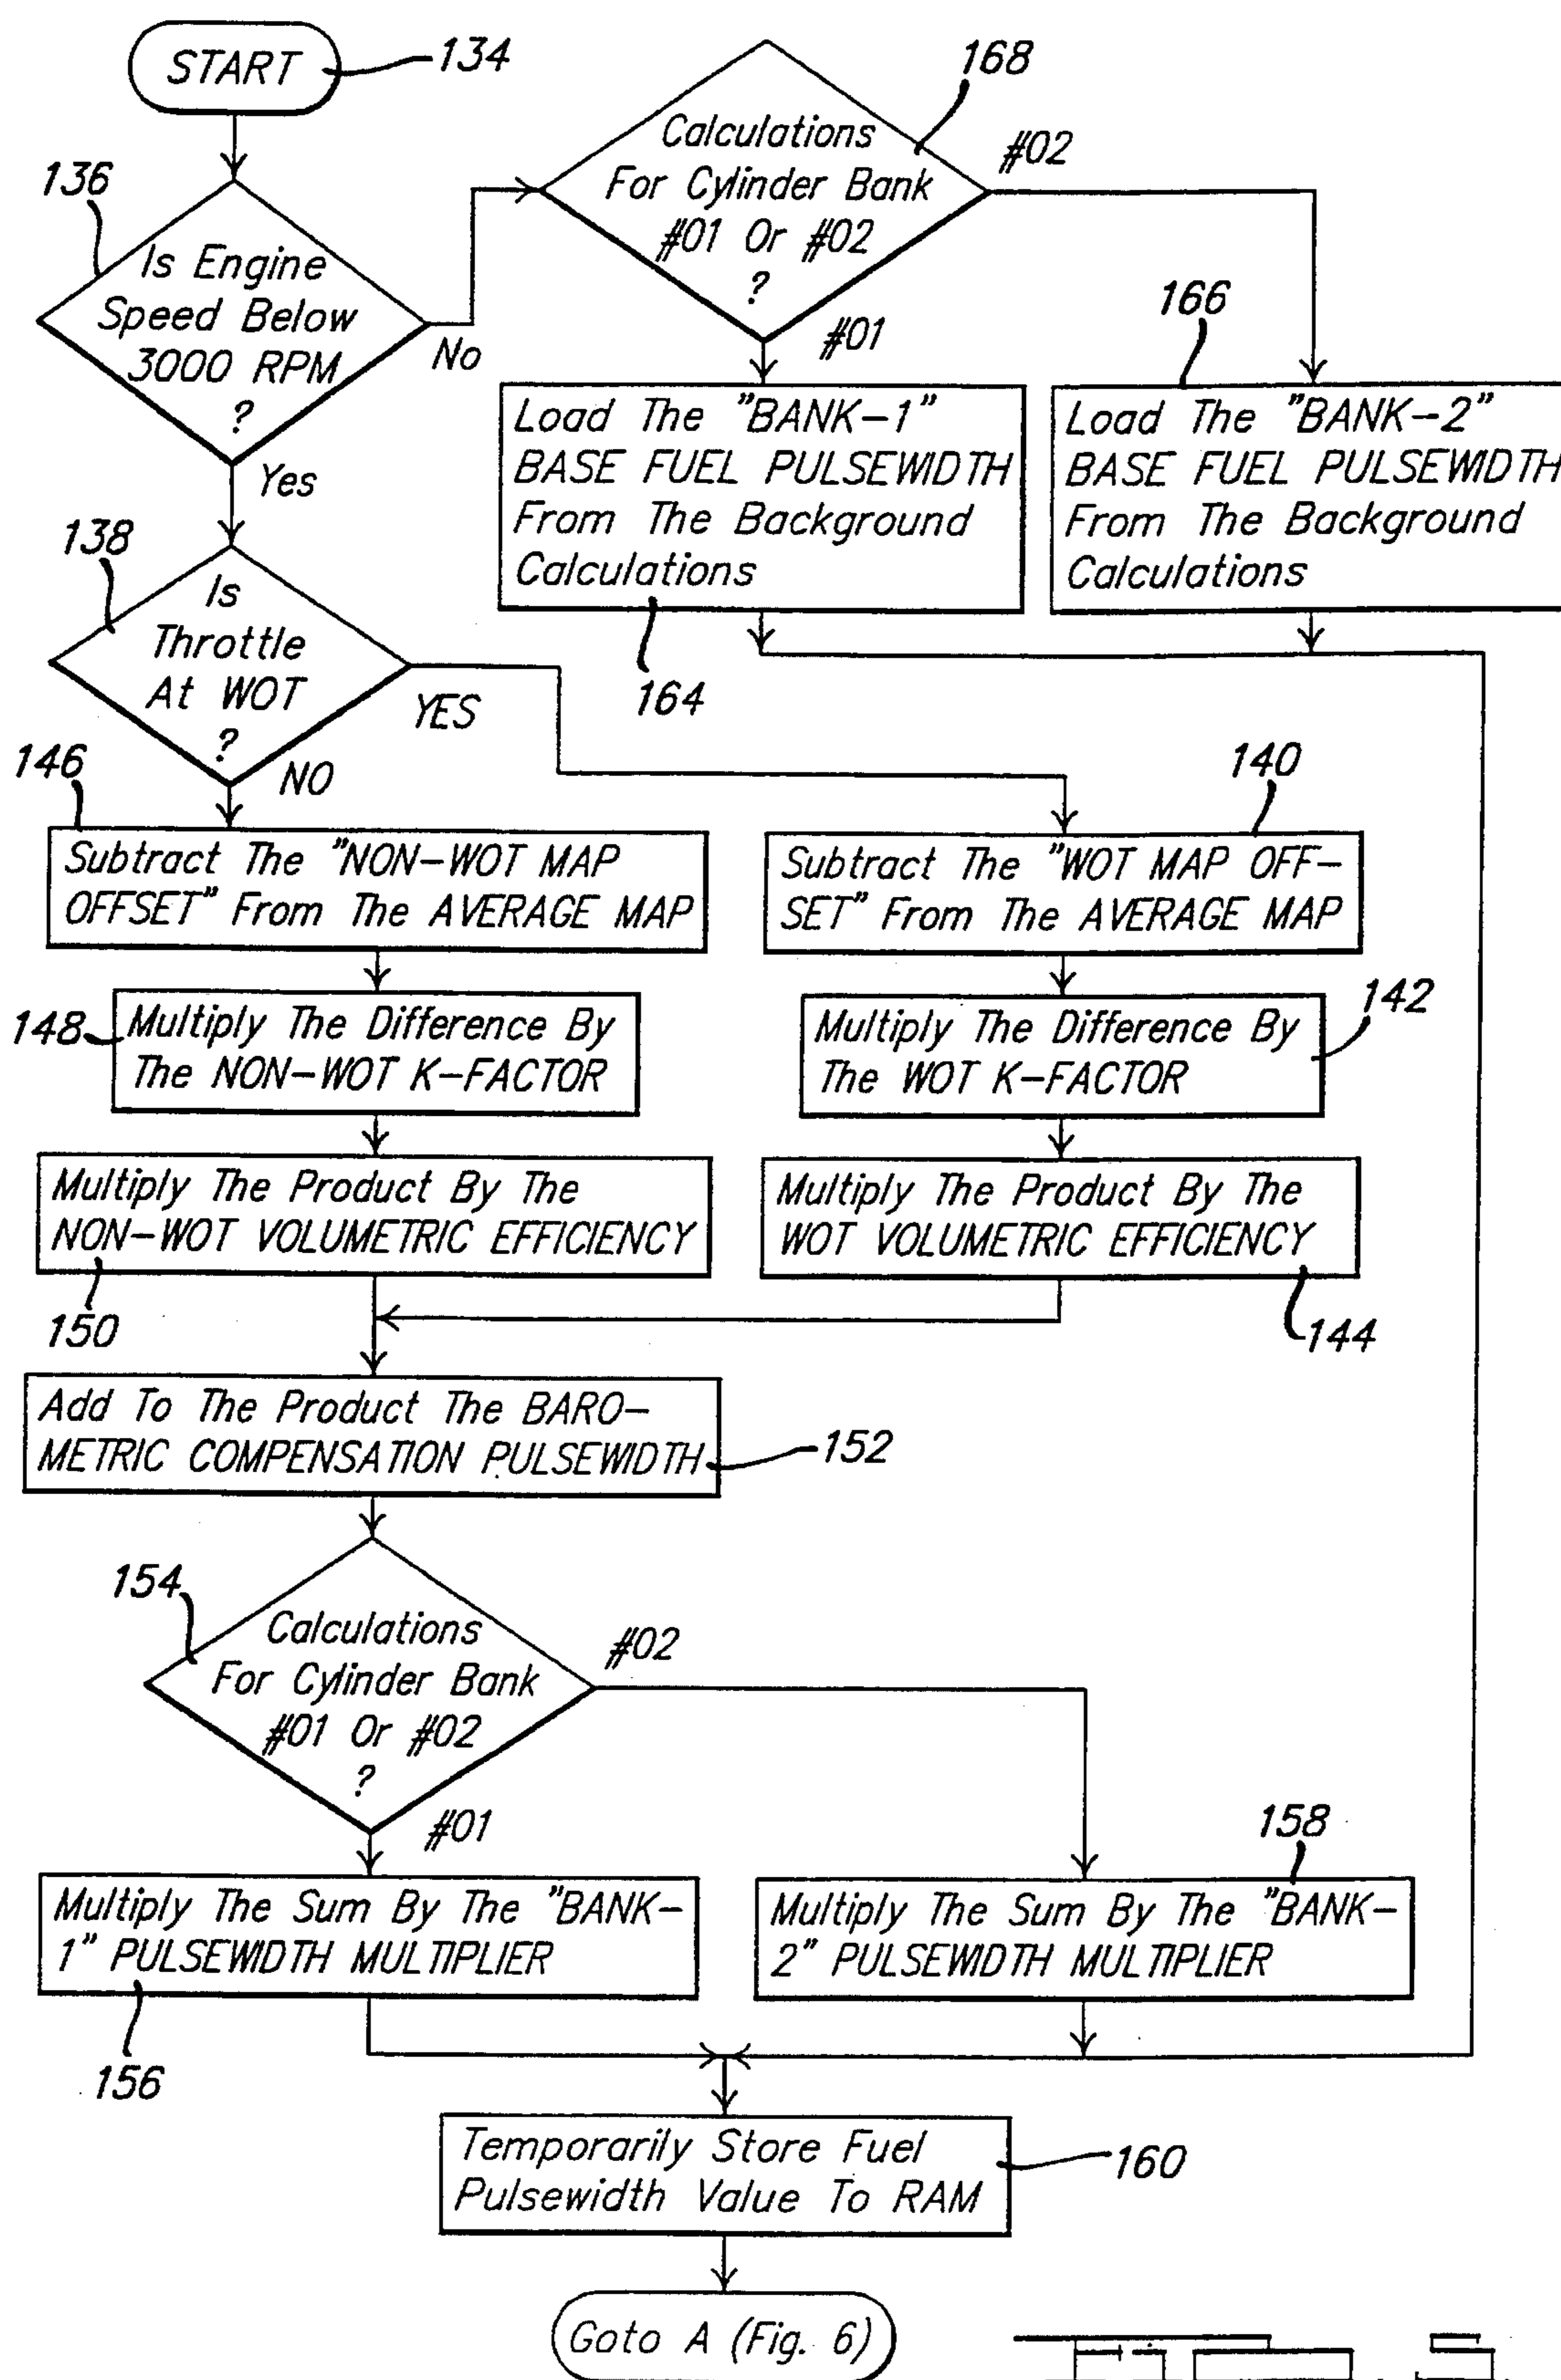 START
134
136
Is Engine
Speed Below
3000 RPM
?
No
Yes
168
Calculations
For Cylinder Bank
#01 Or #02
?
#02
#01
166
Load The "BANK-1"
BASE FUEL PULSEWIDTH
From The Background
Calculations
164
Load The "BANK-2"
BASE FUEL PULSEWIDTH
From The Background
Calculations
138
Is
Throttle
At WOT
?
YES
NO
146
Subtract The "NON-WOT MAP
OFFSET" From The AVERAGE MAP
140
Subtract The "WOT MAP OFF-
SET" From The AVERAGE MAP
148
Multiply The Difference By
The NON-WOT K-FACTOR
142
Multiply The Difference By
The WOT K-FACTOR
Multiply The Product By The
NON-WOT VOLUMETRIC EFFICIENCY
150
Multiply The Product By The
WOT VOLUMETRIC EFFICIENCY
144
Add To The Product The BARO-
METRIC COMPENSATION PULSEWIDTH
152
154
Calculations
For Cylinder Bank
#01 Or #02
?
#02
#01
158
Multiply The Sum By The "BANK-
1" PULSEWIDTH MULTIPLIER
156
Multiply The Sum By The "BANK-
2" PULSEWIDTH MULTIPLIER
Temporarily Store Fuel
Pulsewidth Value To RAM
160
Goto A (Fig. 6)